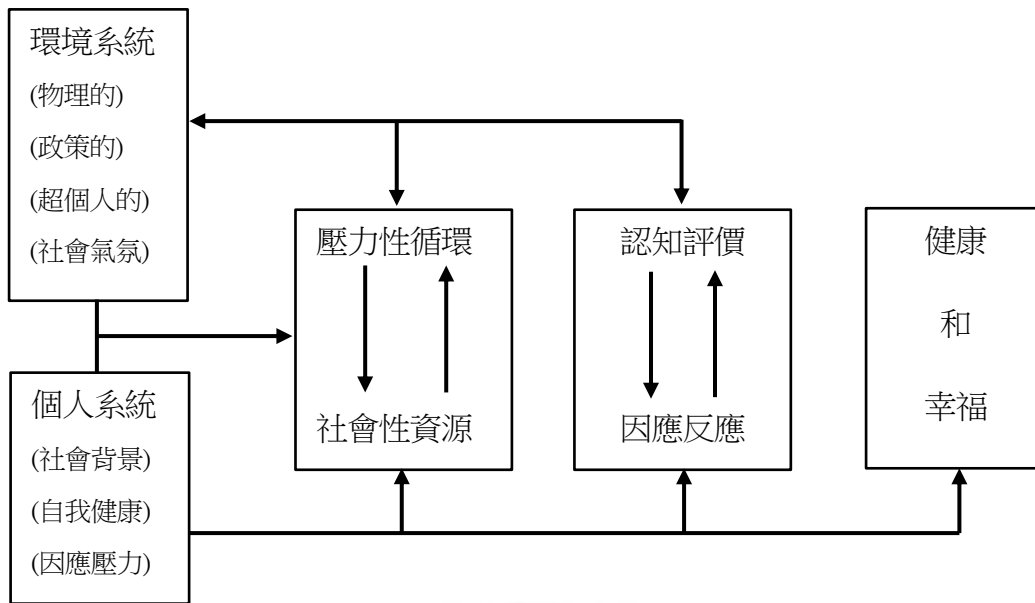 環境系統
(物理的)
(政策的)
(超個人的)
(社會氣氛)
個人系統
(社會背景)
(自我健康)
(因應壓力)
壓力性循環
社會性資源
認知評價
因應反應
健康
和
幸福